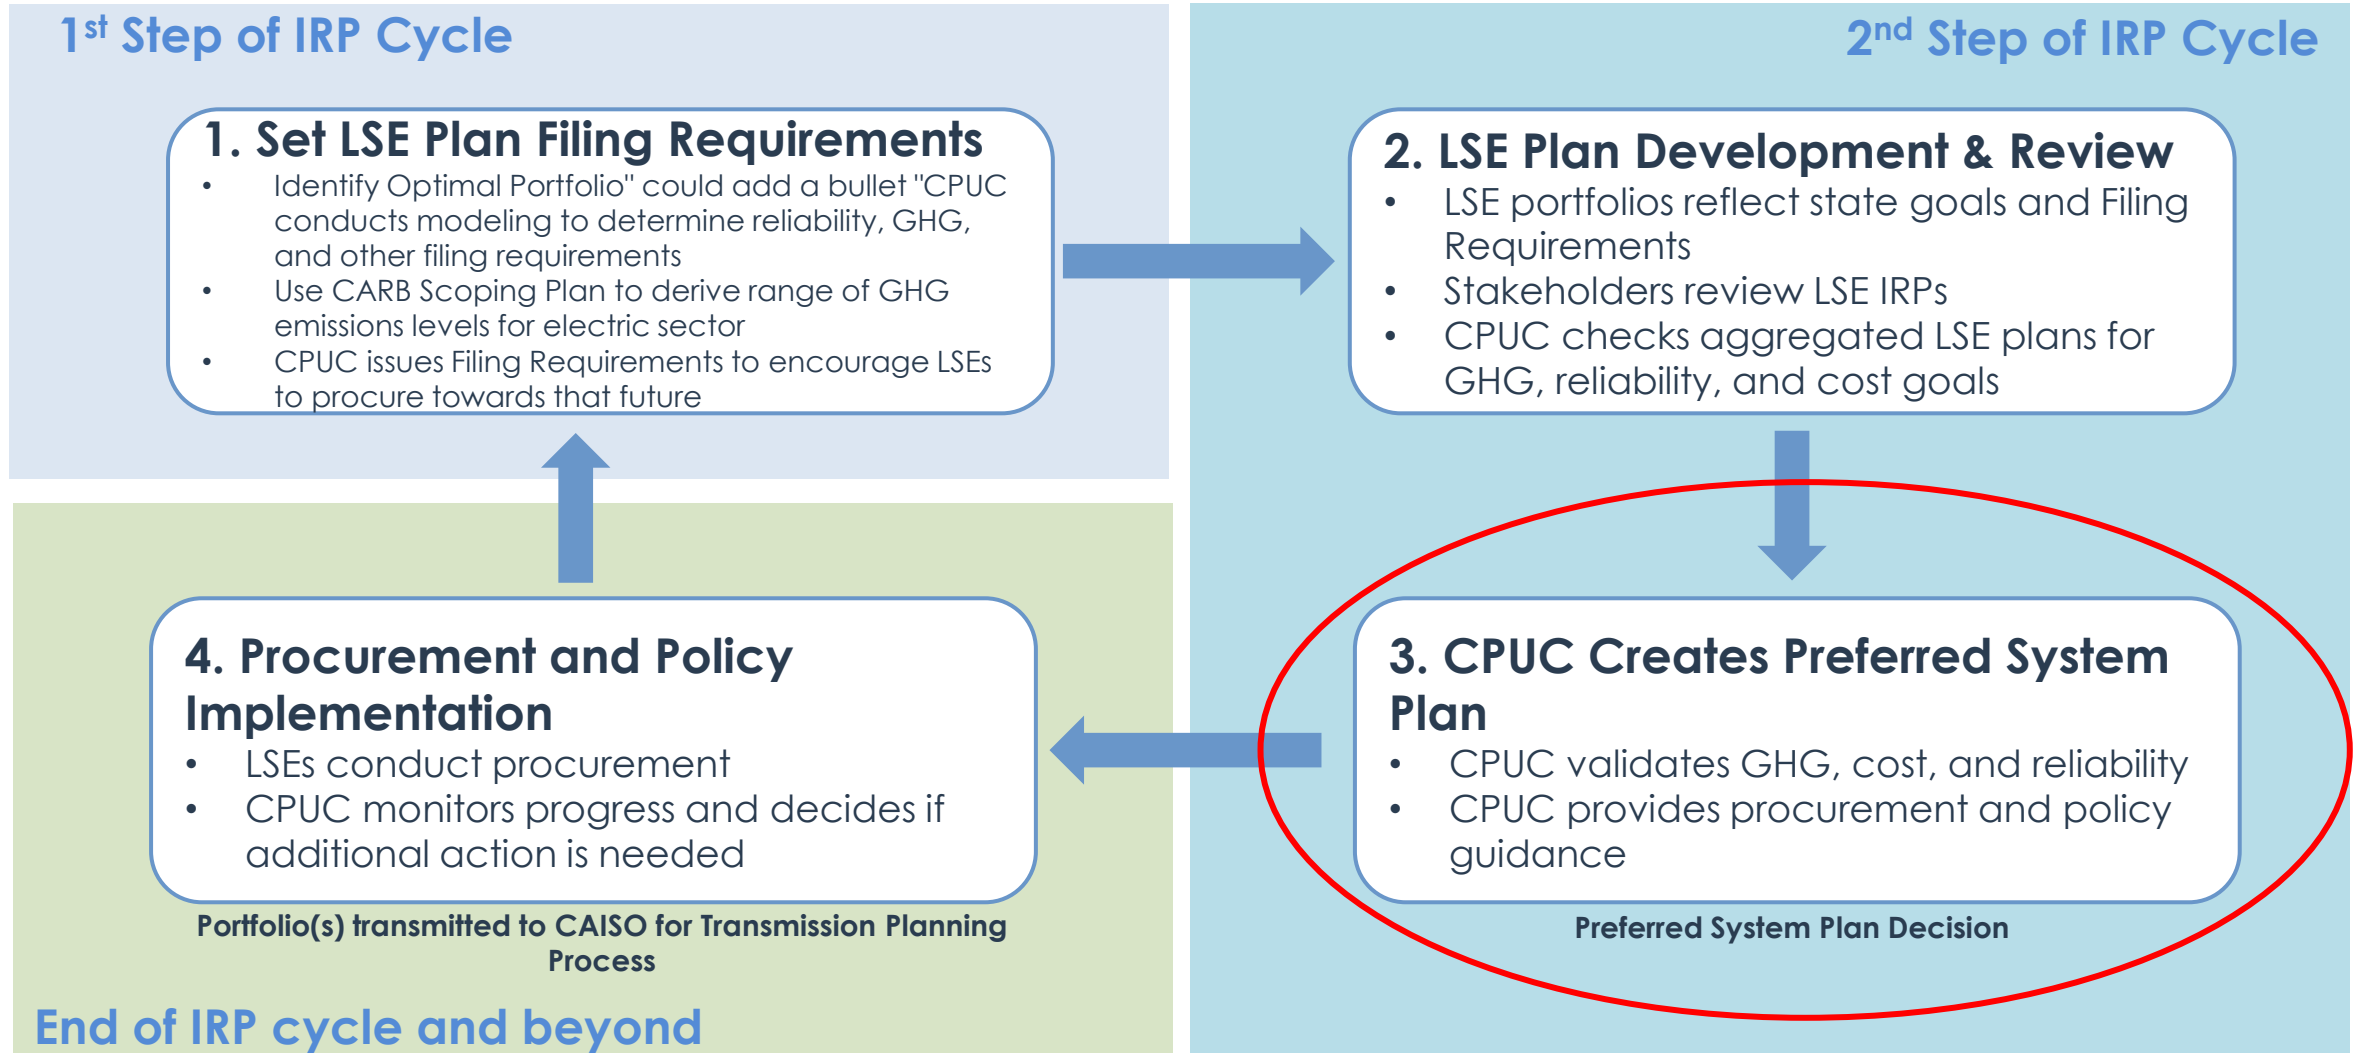 1st Step of IRP Cycle
1. Set LSE Plan Filing Requirements
• Identify Optimal Portfolio" could add a bullet "CPUC
conducts modeling to determine reliability, GHG,
and other filing requirements
• Use CARB Scoping Plan to derive range of GHG
emissions levels for electric sector
• CPUC issues Filing Requirements to encourage LSEs
to procure towards that future
2nd Step of IRP Cycle
2. LSE Plan Development & Review
• LSE portfolios reflect state goals and Filing
Requirements
• Stakeholders review LSE IRPs
• CPUC checks aggregated LSE plans for
GHG, reliability, and cost goals
3. CPUC Creates Preferred System
Plan
• CPUC validates GHG, cost, and reliability
• CPUC provides procurement and policy
guidance
Preferred System Plan Decision
4. Procurement and Policy
Implementation
• LSEs conduct procurement
• CPUC monitors progress and decides if
additional action is needed
Portfolio(s) transmitted to CAISO for Transmission Planning
Process
End of IRP cycle and beyond